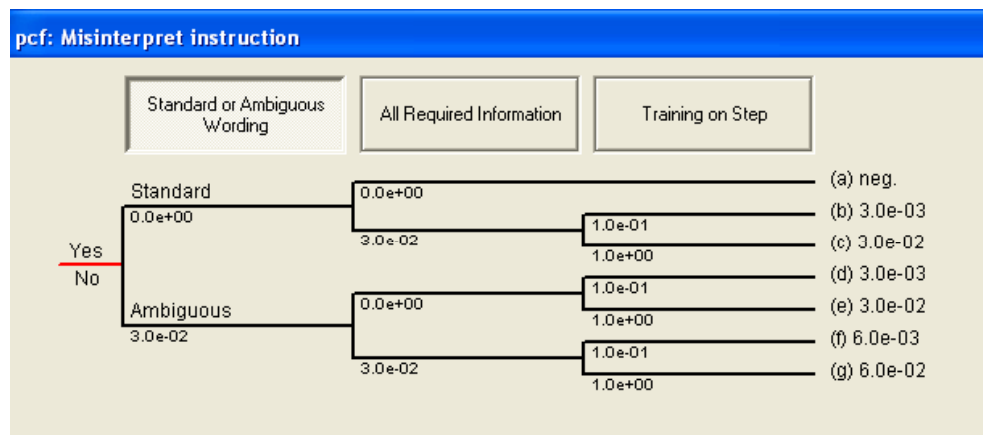 pcf: Misinterpret instruction
Standard or Ambiguous
Wording
All Required Information
Training on Step
Standard
0.0e+00
0.0e+00
(a) neg.
3.0e-02
1.0e-01
(b) 3.0e-03
1.0e+00
(c) 3.0e-02
Yes
No
Ambiguous
3.0e-02
0.0e+00
1.0e-01
(d) 3.0e-03
1.0e+00
(e) 3.0e-02
3.0e-02
1.0e-01
(f) 6.0e-03
1.0e+00
(g) 6.0e-02